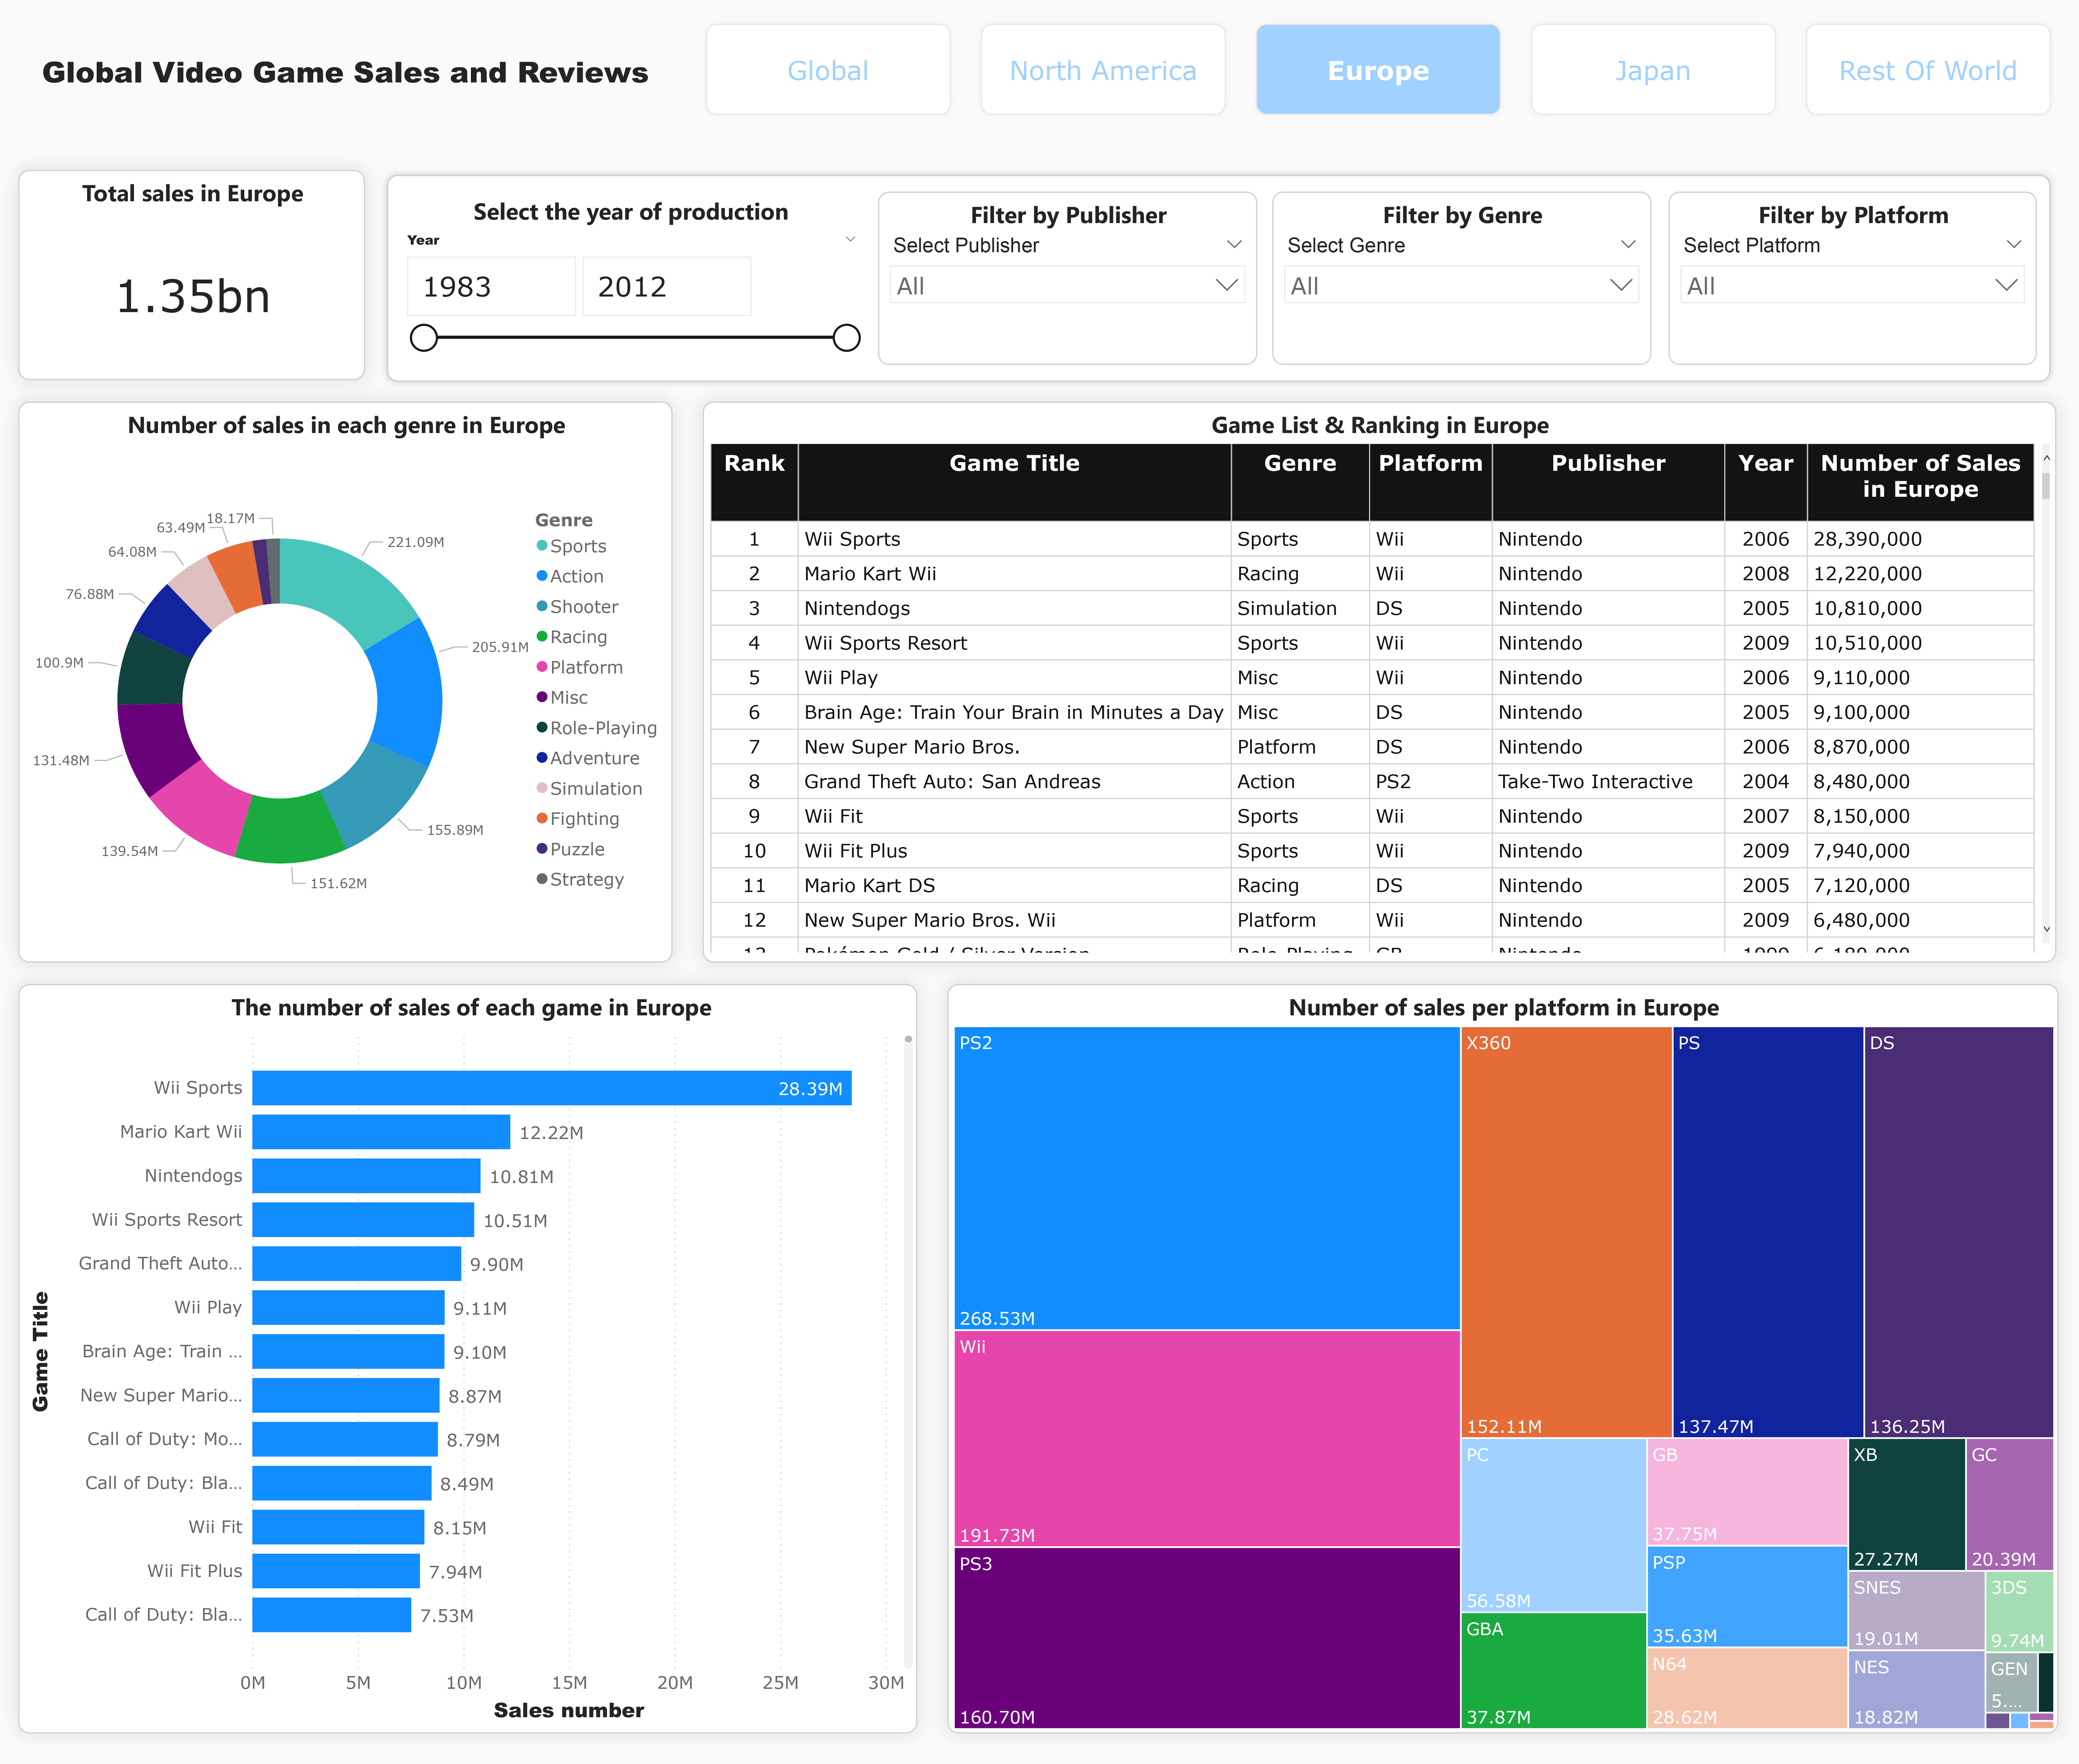 Global Video Game Sales and Reviews
Global
North America
Europe
Japan
Rest Of World
Total sales in Europe
1.35bn
Select the year of production
Year
1983
2012
Filter by Publisher
Select Publisher
All
Filter by Genre
Select Genre
All
Filter by Platform
Select Platform
All
Number of sales in each genre in Europe
18.17M
63.49M
64.08M
76.88M
100.9M
131.48M
139.54M
151.62M
155.89M
205.91M
221.09M
Genre
Sports
Action
Shooter
Racing
Platform
Misc
Role-Playing
Adventure
Simulation
Fighting
Puzzle
Strategy
Game List & Ranking in Europe
Rank Game Title Genre Platform Publisher Year Number of Sales
in Europe
1 Wii Sports Sports Wii Nintendo 2006 28,390,000
2 Mario Kart Wii Racing Wii Nintendo 2008 12,220,000
3 Nintendogs Simulation DS Nintendo 2005 10,810,000
4 Wii Sports Resort Sports Wii Nintendo 2009 10,510,000
5 Wii Play Misc Wii Nintendo 2006 9,110,000
6 Brain Age: Train Your Brain in Minutes a Day Misc DS Nintendo 2005 9,100,000
7 New Super Mario Bros. Platform DS Nintendo 2006 8,870,000
8 Grand Theft Auto: San Andreas Action PS2 Take-Two Interactive 2004 8,480,000
9 Wii Fit Sports Wii Nintendo 2007 8,150,000
10 Wii Fit Plus Sports Wii Nintendo 2009 7,940,000
11 Mario Kart DS Racing DS Nintendo 2005 7,120,000
12 New Super Mario Bros. Wii Platform Wii Nintendo 2009 6,480,000
The number of sales of each game in Europe
Game Title
Wii Sports 28.39M
Mario Kart Wii 12.22M
Nintendogs 10.81M
Wii Sports Resort 10.51M
Grand Theft Auto... 9.90M
Wii Play 9.11M
Brain Age: Train ... 9.10M
New Super Mario... 8.87M
Call of Duty: Mo... 8.79M
Call of Duty: Bla... 8.49M
Wii Fit 8.15M
Wii Fit Plus 7.94M
Call of Duty: Bla... 7.53M
0M 5M 10M 15M 20M 25M 30M
Sales number
Number of sales per platform in Europe
PS2
268.53M
Wii
191.73M
PS3
160.70M
X360
152.11M
PS
137.47M
DS
136.25M
PC
56.58M
GBA
37.87M
GB
37.75M
PSP
35.63M
N64
28.62M
XB
27.27M
GC
20.39M
SNES
19.01M
NES
18.82M
3DS
9.74M
GEN
5....